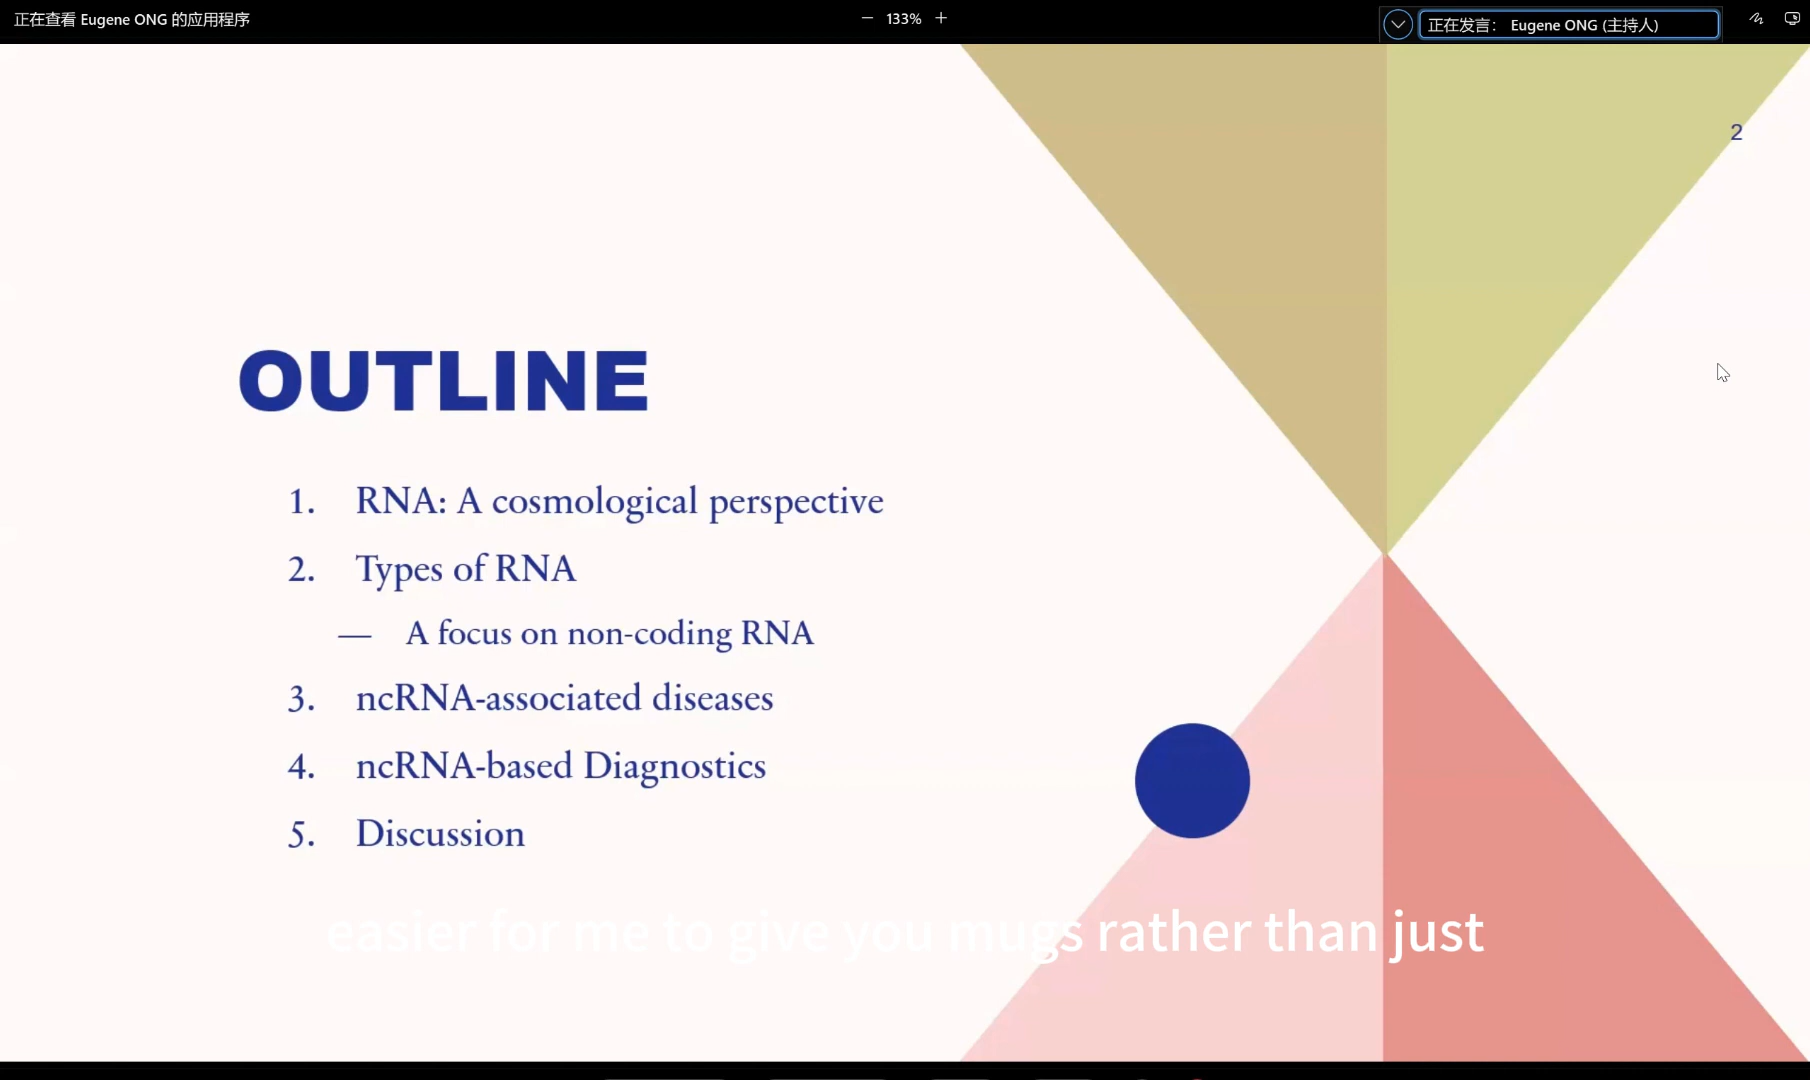 正在查看 Eugene ONG 的应用程序
— 133% +
正在发言： Eugene ONG (主持人)
2
OUTLINE
1. RNA: A cosmological perspective
2. Types of RNA
— A focus on non-coding RNA
3. ncRNA-associated diseases
4. ncRNA-based Diagnostics
5. Discussion
easier for me to give you mugs rather than just